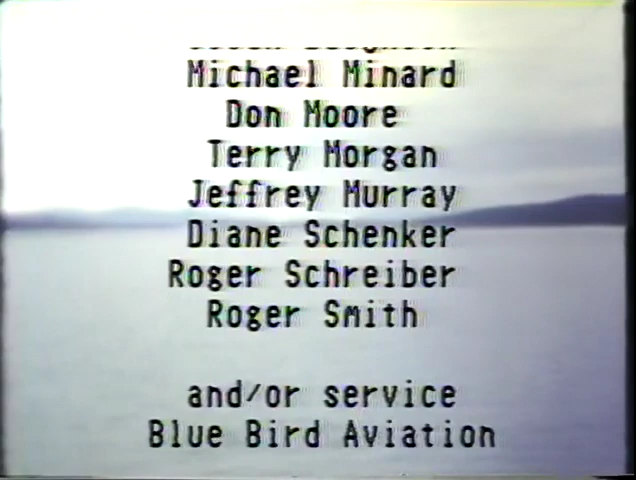 Michael Minard
Don Moore
Terry Morgan
Jeffrey Murray
Diane Schenker
Roger Schreiber
Roger Smith
and/or service
Blue Bird Aviation